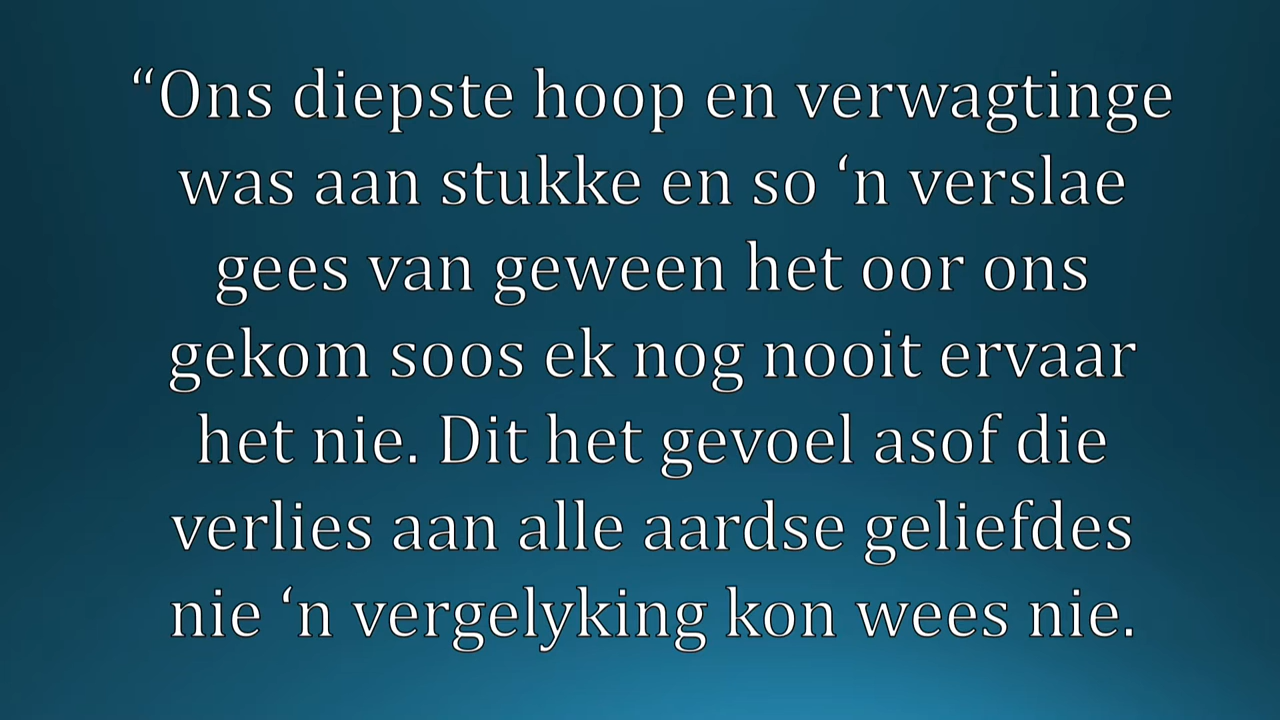 “Ons diepste hoop en verwagtinge
was aan stukke en so ‘n verslae
gees van geween het oor ons
gekom soos ek nog nooit ervaar
het nie. Dit het gevoel asof die
verlies aan alle aardse geliefdes
nie ‘n vergelyking kon wees nie.